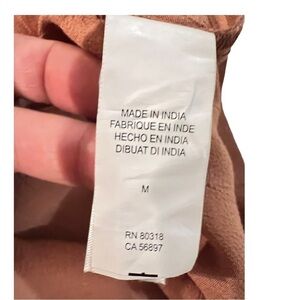 MADE IN INDIA
FABRIQUE EN INDE
HECHO EN INDIA
DIBUAT DI INDIA
M
RN 80318
CA 56897